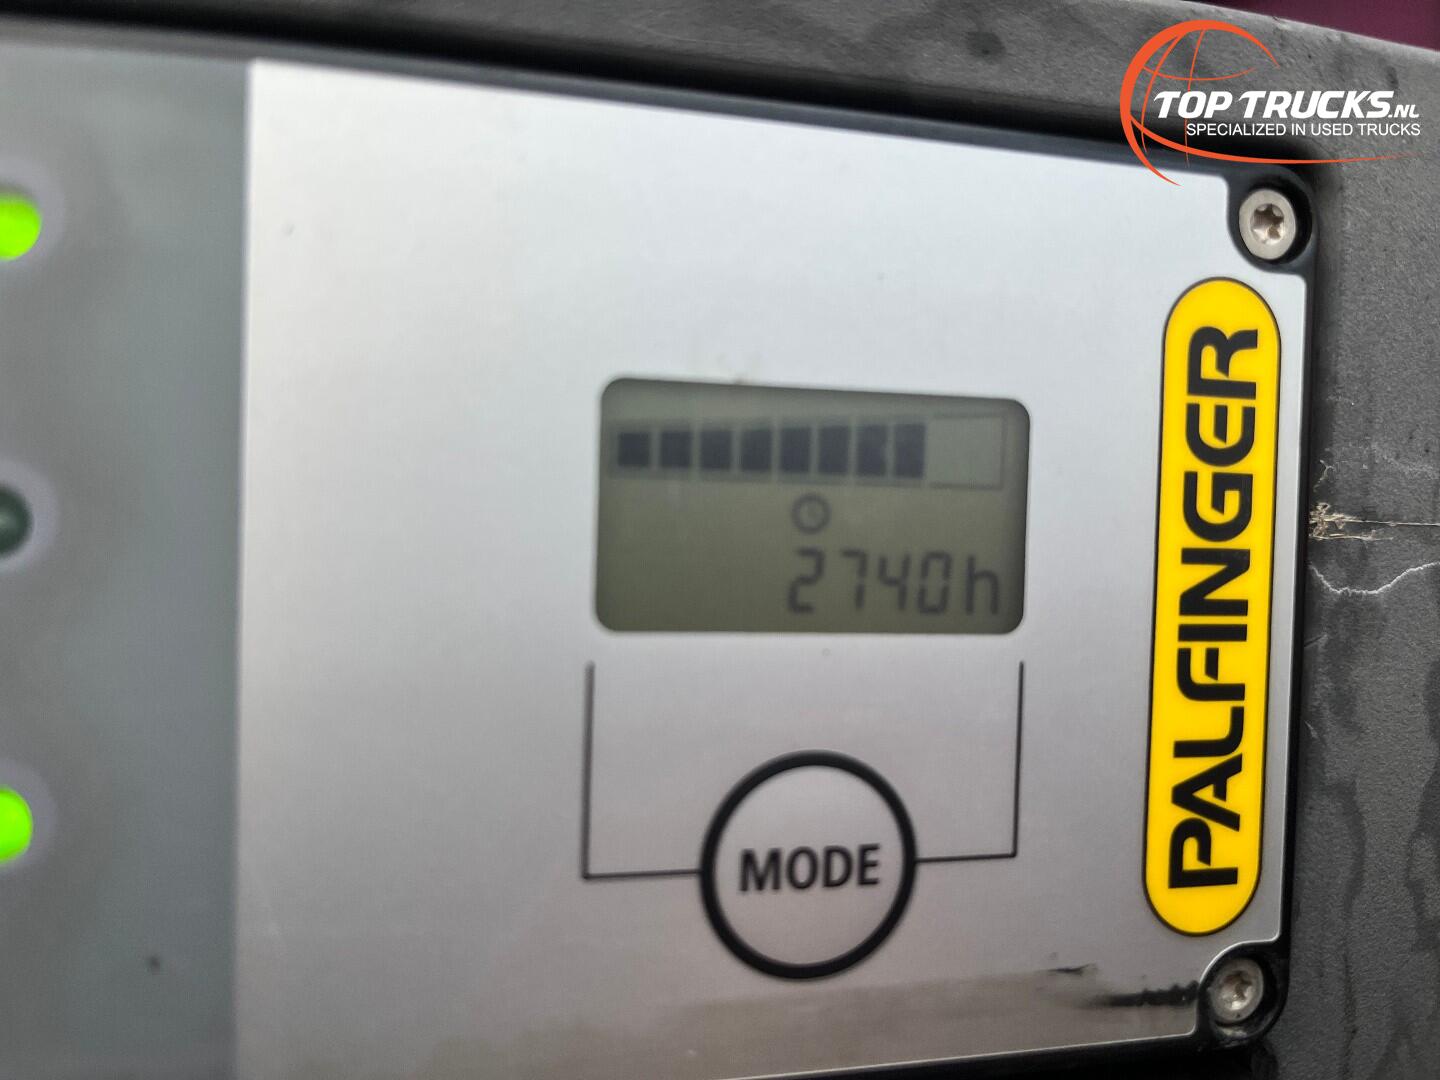 TOP TRUCKS.NL
SPECIALIZED IN USED TRUCKS
2740h
MODE
PALFINGER